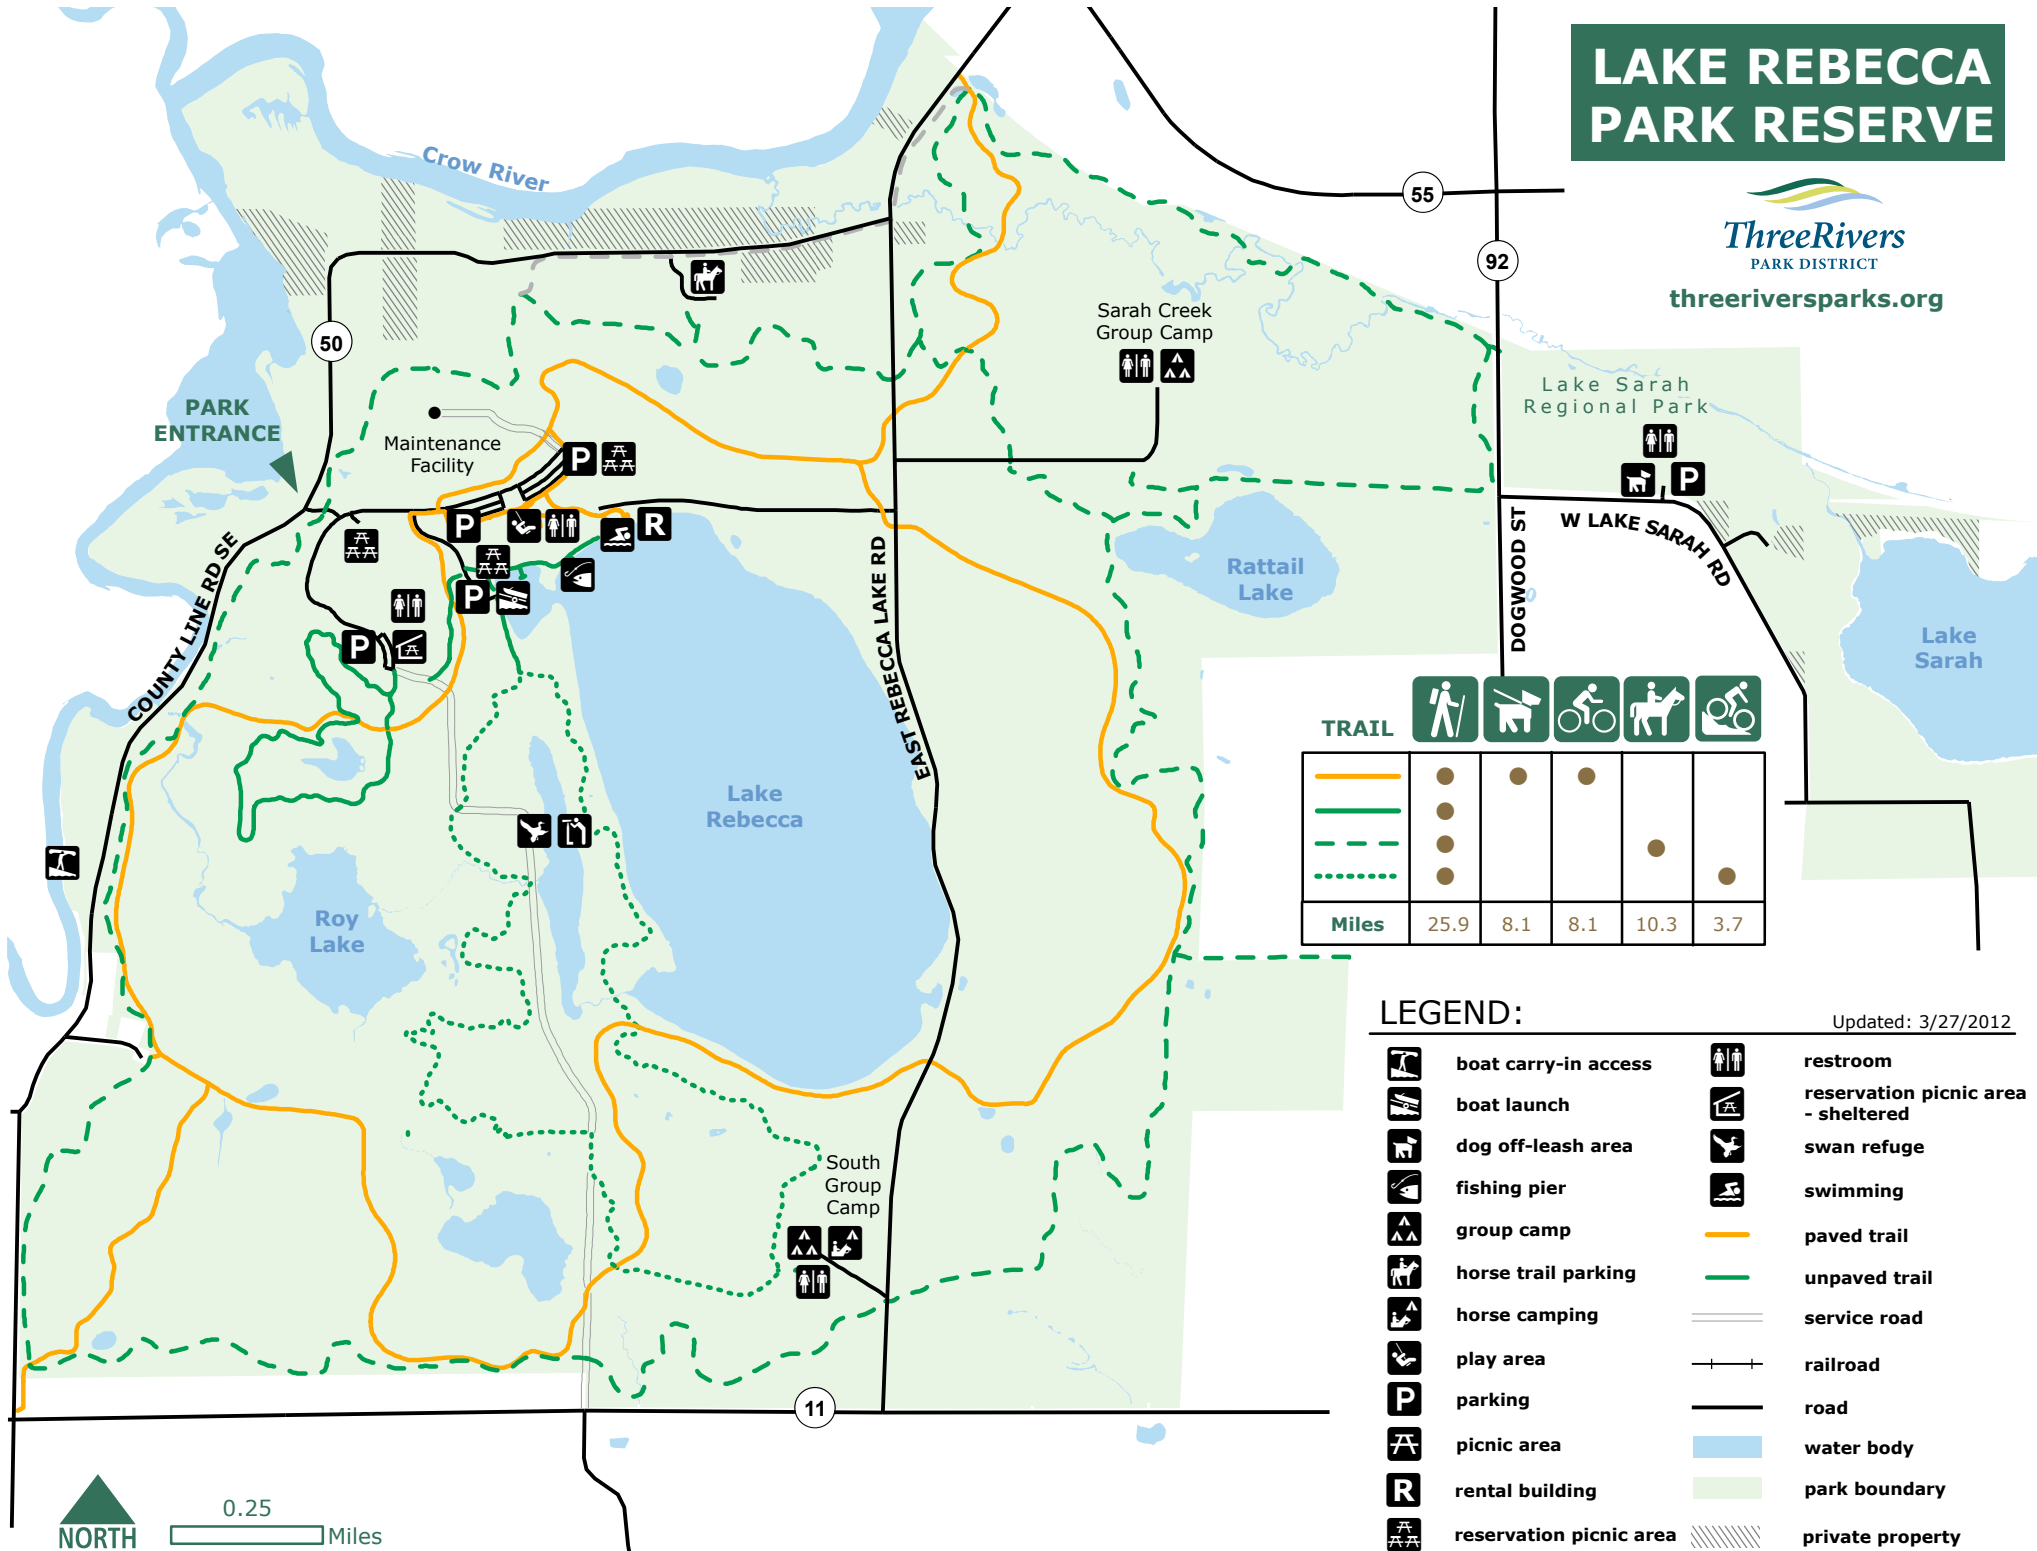 LAKE REBECCA
PARK RESERVE
ThreeRivers
PARK DISTRICT
threeriversparks.org
Crow River
55
92
50
Sarah Creek
Group Camp
Lake Sarah
Regional Park
PARK
ENTRANCE
Maintenance
Facility
P
P
R
P
P
P
COUNTY LINE RD SE
EAST REBECCA LAKE RD
DOGWOOD ST
W LAKE SARAH RD
Rattail
Lake
Lake
Sarah
Lake
Rebecca
Roy
Lake
South
Group
Camp
11
TRAIL
Miles 25.9 8.1 8.1 10.3 3.7
LEGEND:
Updated: 3/27/2012
boat carry-in access
boat launch
dog off-leash area
fishing pier
group camp
horse trail parking
horse camping
play area
P parking
picnic area
R rental building
reservation picnic area
restroom
reservation picnic area
- sheltered
swan refuge
swimming
paved trail
unpaved trail
service road
railroad
road
water body
park boundary
private property
NORTH
0.25
Miles